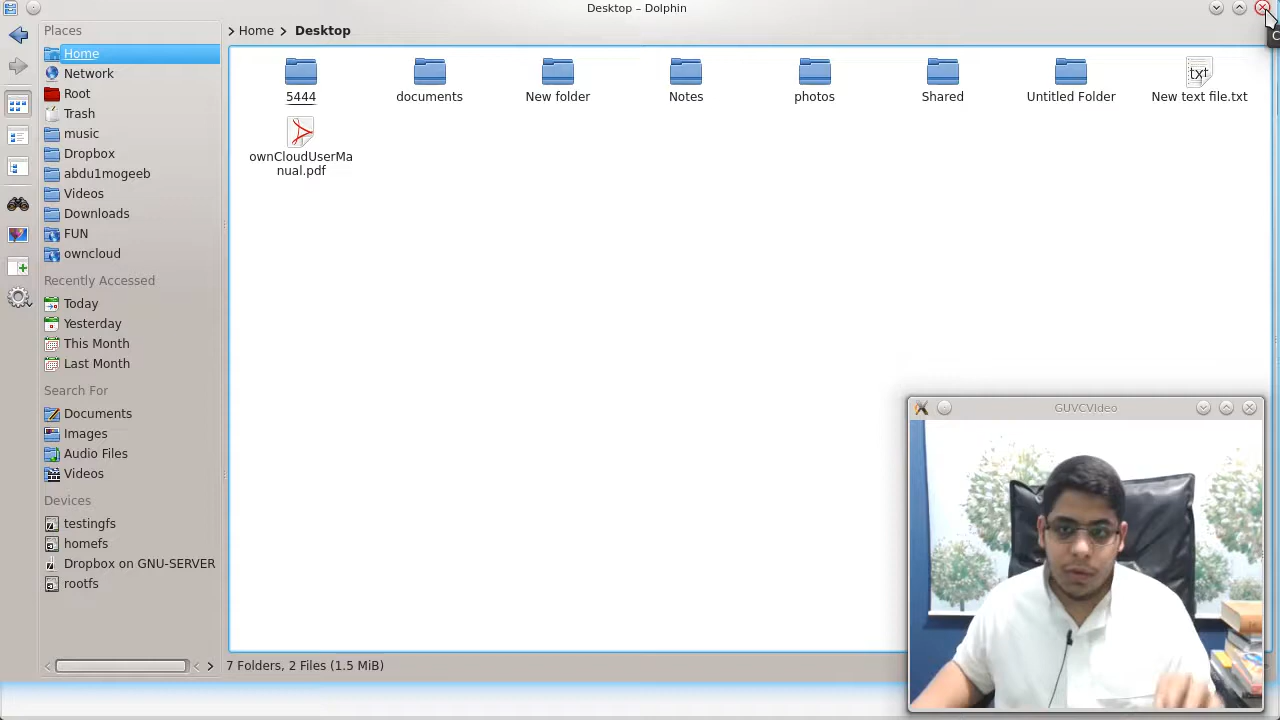 Desktop – Dolphin
Places
Home
Network
Root
Trash
music
Dropbox
abdu1mogeeb
Videos
Downloads
FUN
owncloud
Recently Accessed
Today
Yesterday
This Month
Last Month
Search For
Documents
Images
Audio Files
Videos
Devices
testingfs
homefs
Dropbox on GNU-SERVER
rootfs
Home
Desktop
5444
documents
New folder
Notes
photos
Shared
Untitled Folder
txt
New text file.txt
ownCloudUserMa
nual.pdf
7 Folders, 2 Files (1.5 MiB)
GUVCVIdeo